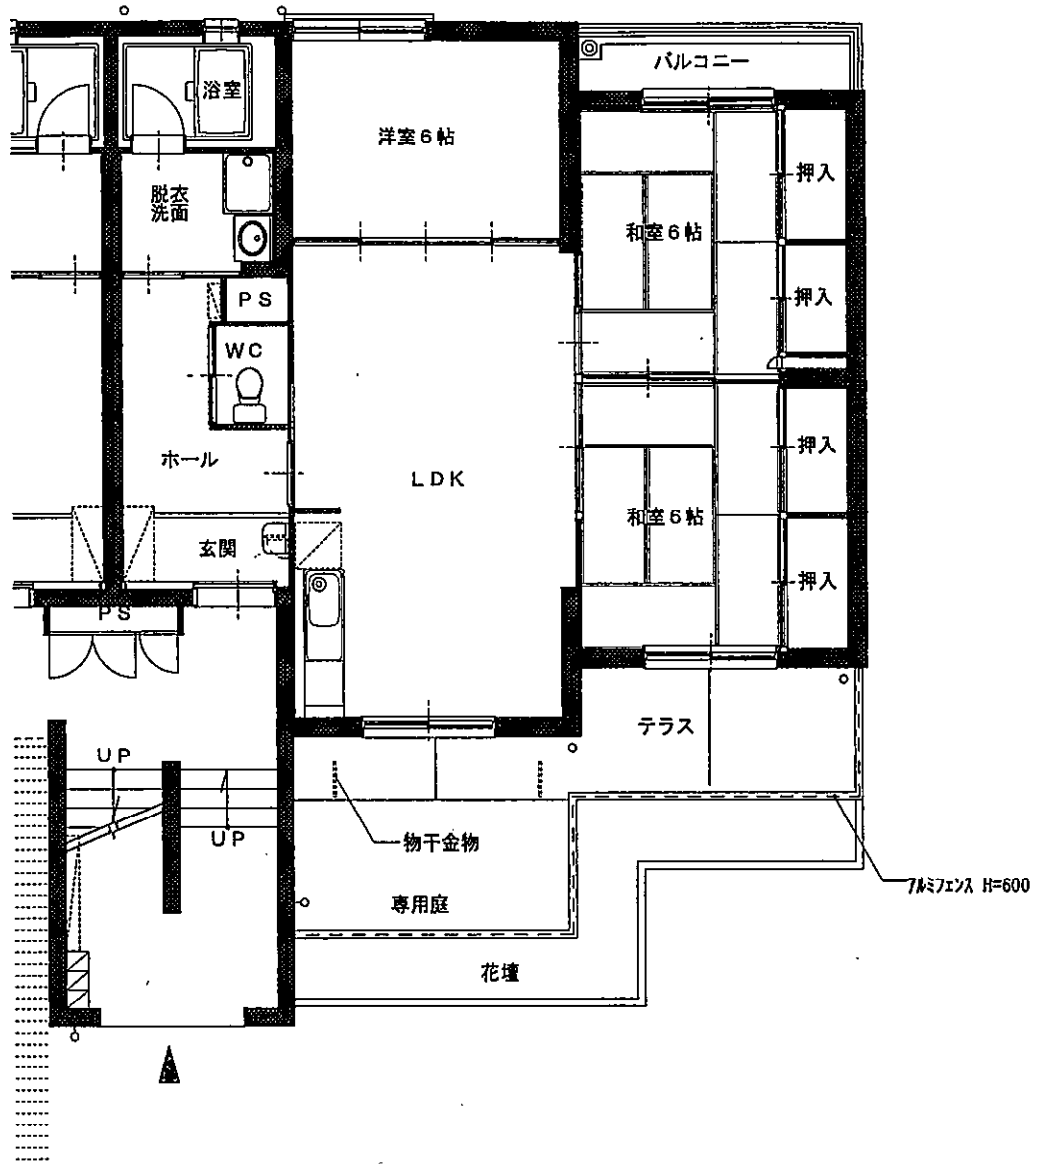 バルコニー
浴室
洋室6帖
押入
脱衣
洗面
和室6帖
押入
PS
WC
押入
ホール
LDK
和室6帖
玄関
押入
PS
テラス
UP
UP
物干金物
アルミフェンス H=600
専用庭
花壇